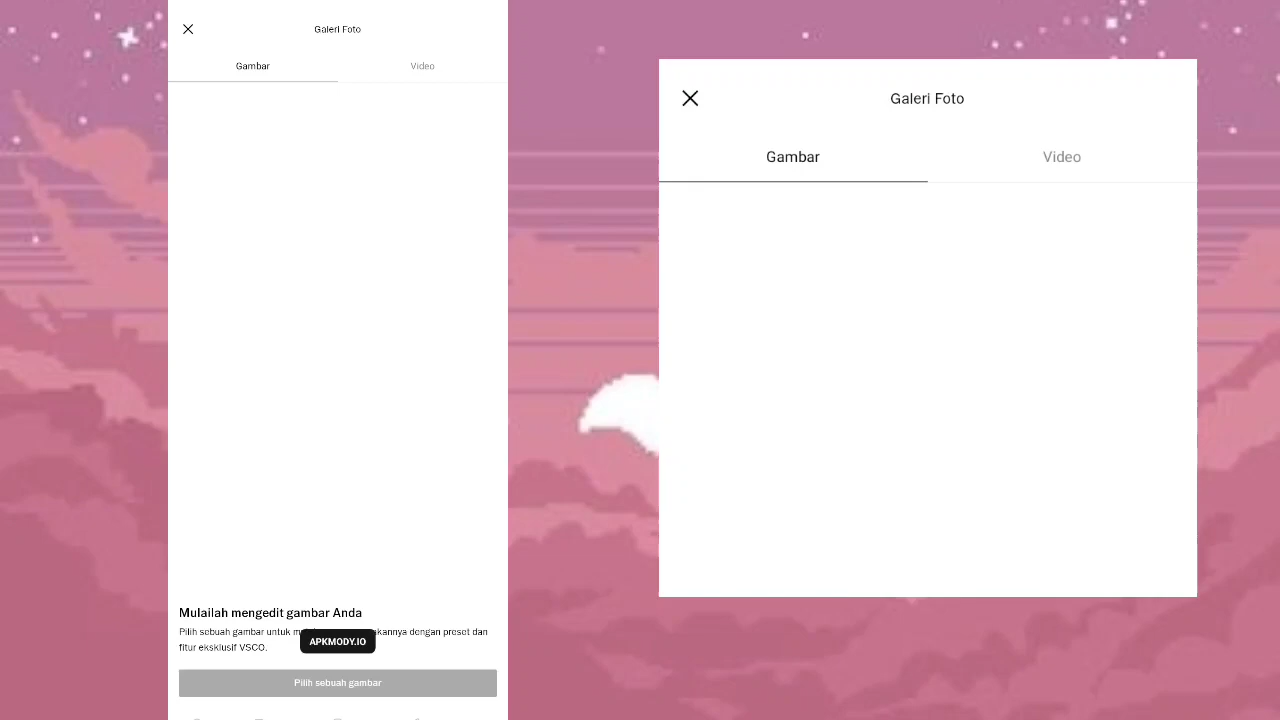 Galeri Foto
Gambar
Video
Mulailah mengedit gambar Anda
Pilih sebuah gambar untuk dengan preset dan
fitur eksklusif VSCO.
APKMODY.IO
Pilih sebuah gambar
Galeri Foto
Gambar
Video